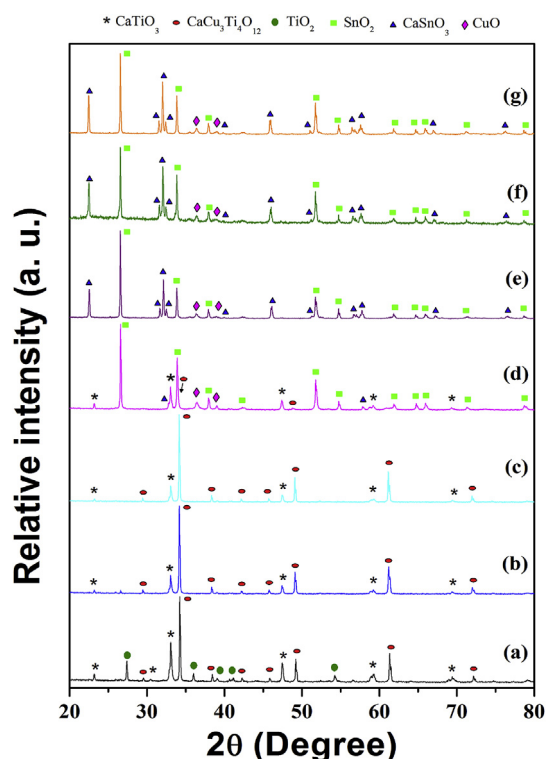 * CaTiO₃ CaCu₃Ti₄O₁₂ TiO₂ SnO₂ CaSnO₃ CuO
Relative intensity (a. u.)
(g)
(f)
(e)
(d)
(c)
(b)
(a)
20 30 40 50 60 70 80
2θ (Degree)